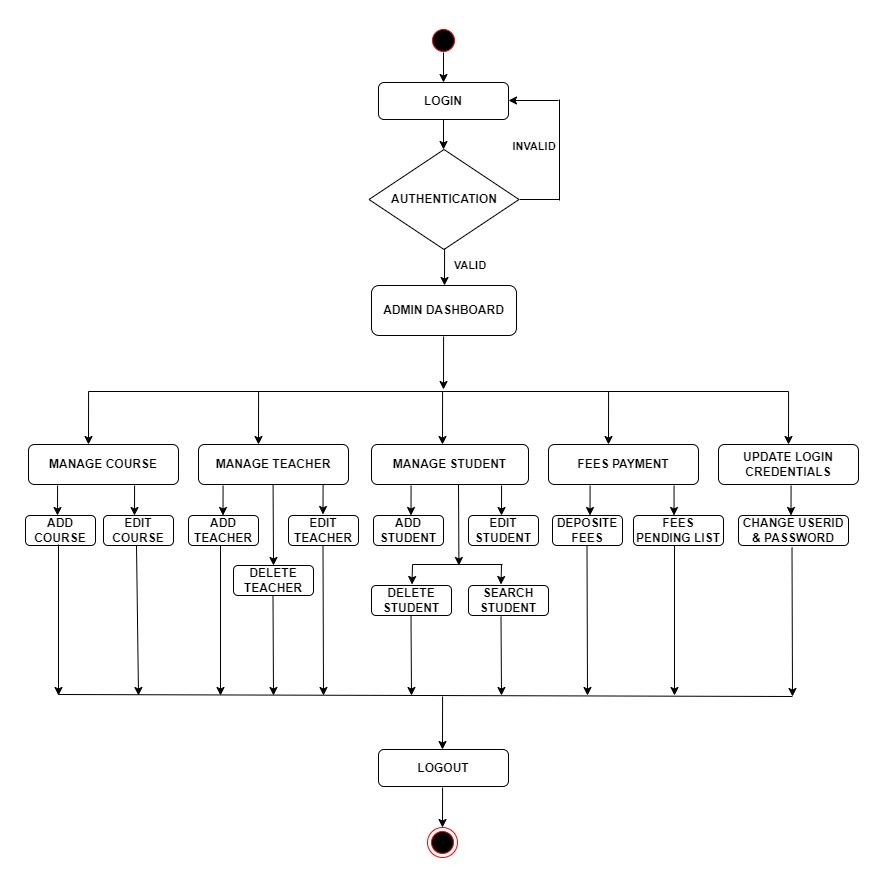 LOGIN
INVALID
AUTHENTICATION
VALID
ADMIN DASHBOARD
MANAGE COURSE
MANAGE TEACHER
MANAGE STUDENT
FEES PAYMENT
UPDATE LOGIN
CREDENTIALS
ADD
COURSE
EDIT
COURSE
ADD
TEACHER
EDIT
TEACHER
ADD
STUDENT
EDIT
STUDENT
DEPOSITE
FEES
FEES
PENDING LIST
CHANGE USERID
& PASSWORD
DELETE
TEACHER
DELETE
STUDENT
SEARCH
STUDENT
LOGOUT